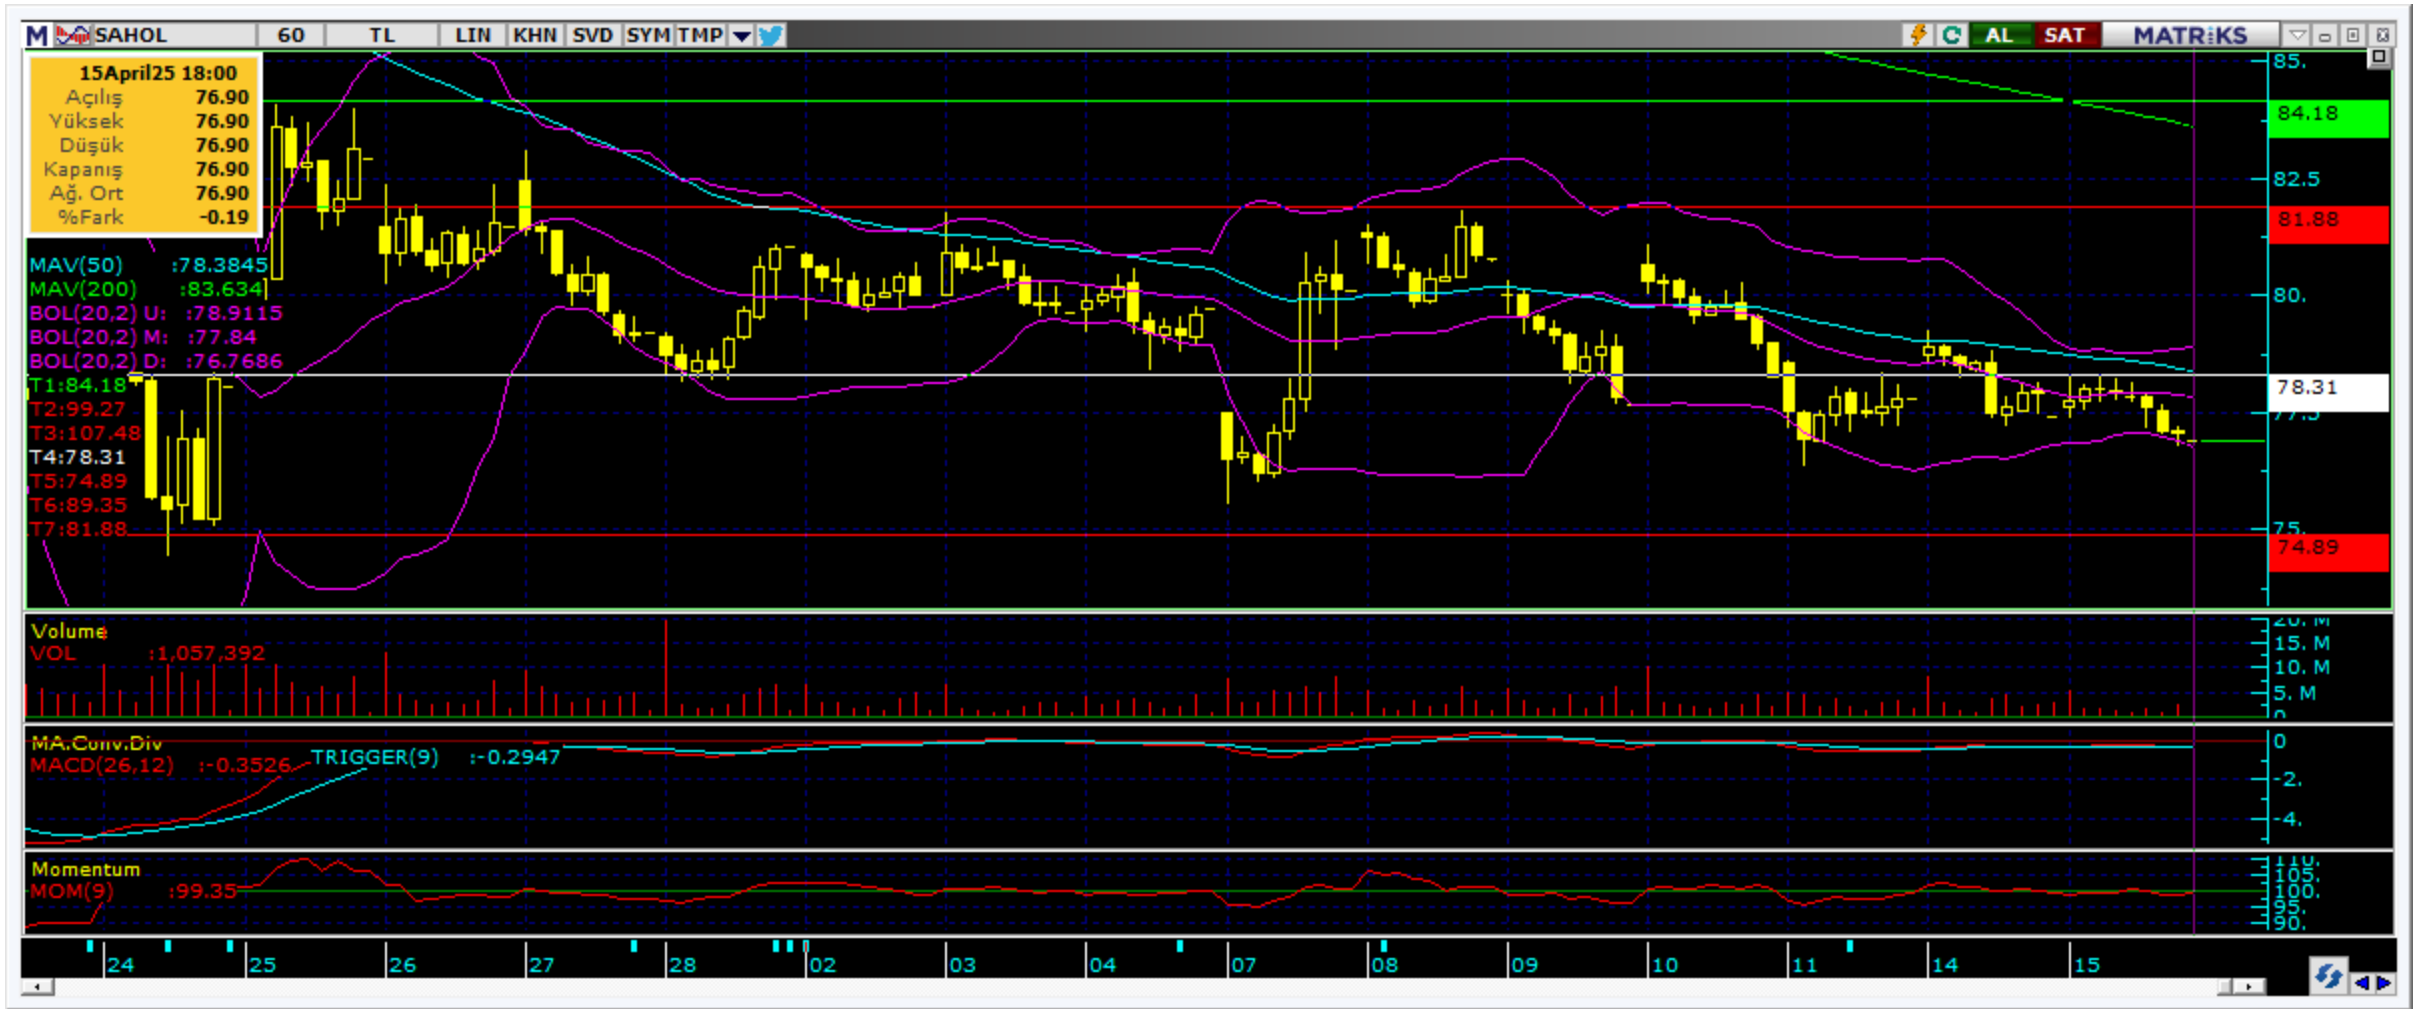 M SAHOL 60 TL LIN KHN SVD SYM TMP AL SAT MATRiKS
15April25 18:00
Açılış 76.90
Yüksek 76.90
Düşük 76.90
Kapanış 76.90
Ağ. Ort 76.90
%Fark -0.19
MAV(50) :78.3845
MAV(200) :83.634
BOL(20,2) U: :78.9115
BOL(20,2) M: :77.84
BOL(20,2) D: :76.7686
T1:84.18
T2:99.27
T3:107.48
T4:78.31
T5:74.89
T6:89.35
T7:81.88
85.
84.18
82.5
81.88
80.
78.31
77.5
75.
74.89
Volume
VOL :1,057,392
20. M
15. M
10. M
5. M
0
MA.Conv.Div
MACD(26,12) :-0.3526 TRIGGER(9) :-0.2947
0
-2.
-4.
Momentum
MOM(9) :99.35
110.
105.
100.
95.
90.
24 25 26 27 28 02 03 04 07 08 09 10 11 14 15